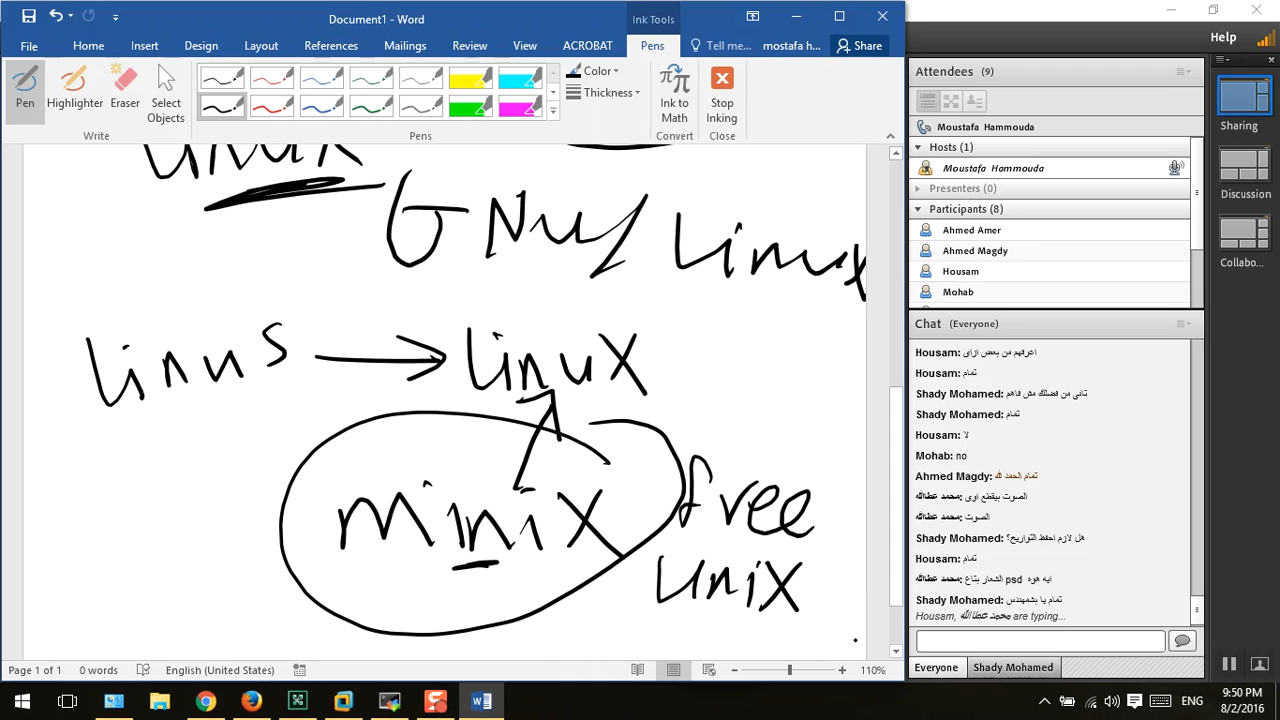 Document1 - Word
Ink Tools
File
Home
Insert
Design
Layout
References
Mailings
Review
View
ACROBAT
Pens
Tell me...
mostafa h...
Share
Help
Pen
Highlighter
Eraser
Select
Objects
Color
Thickness
Ink to
Math
Stop
Inking
Write
Pens
Convert
Close
Linux
GNu/Linux
Linus → Linux
minix
free
unix
Page 1 of 1
0 words
English (United States)
110%
Attendees (9)
Moustafa Hammouda
Hosts (1)
Moustafa Hammouda
Presenters (0)
Participants (8)
Ahmed Amer
Ahmed Magdy
Housam
Mohab
Chat (Everyone)
Housam: اعرفهم من بعض ازاى
Housam: تمام
Shady Mohamed: تانى من فضلك مش فاهم
Shady Mohamed: تمام
Housam: لا
Mohab: no
Ahmed Magdy: تمام الحمد لله
محمد عطاالله: الصوت بيقطع اوى
محمد عطاالله: الصوت
Shady Mohamed: هل لازم احفظ التواريخ؟
Housam: تمام
محمد عطاالله: ايه هوه psd الشعار بتاع
Shady Mohamed: تمام يا بشمهندس
Housam, محمد عطاالله are typing...
Everyone
Shady Mohamed
Sharing
Discussion
Collabo...
ENG
9:50 PM
8/2/2016